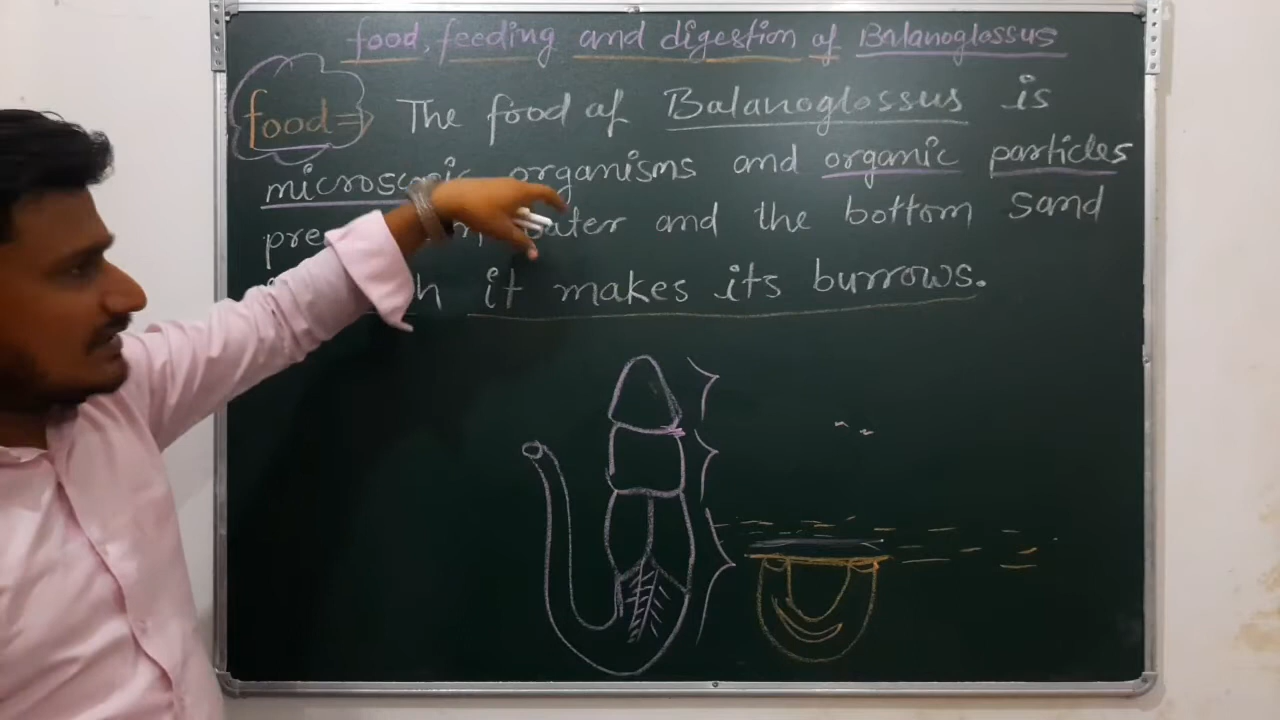 food, feeding and digestion of Balanoglossus
food⇒ The food of Balanoglossus is
microscopic organisms and organic particles
water and the bottom sand
it makes its burrows.